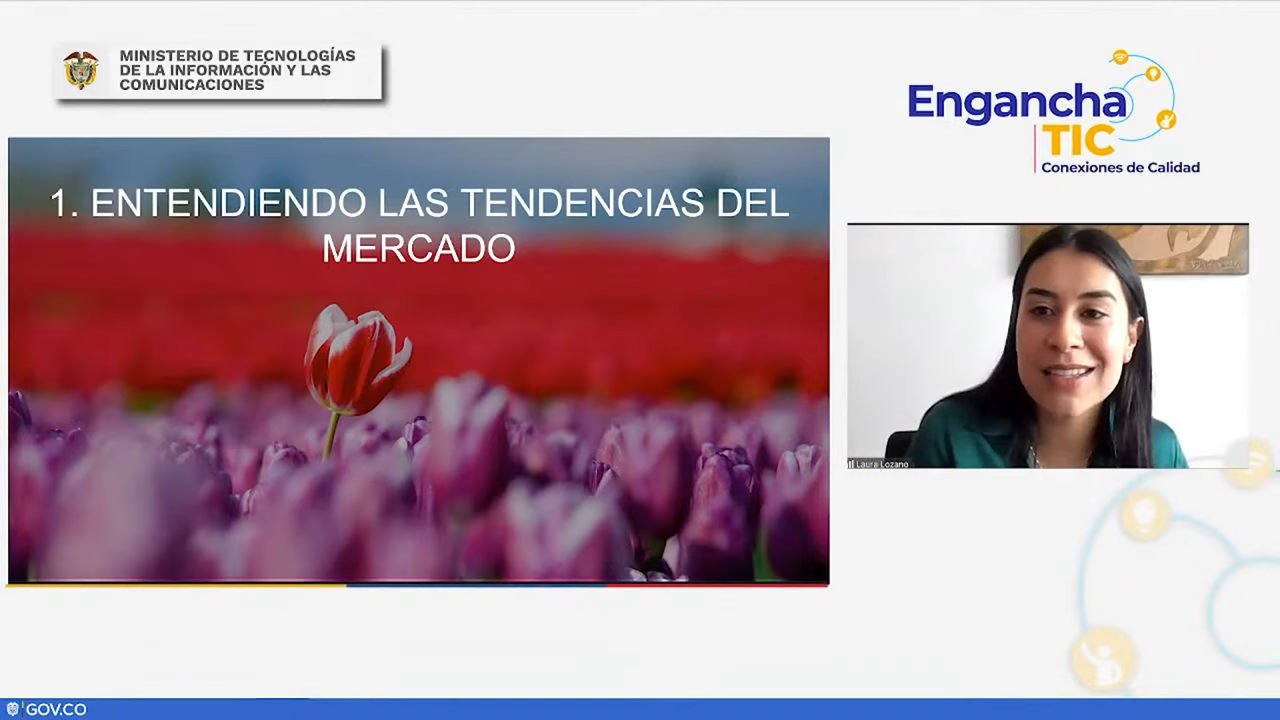 MINISTERIO DE TECNOLOGÍAS
DE LA INFORMACIÓN Y LAS
COMUNICACIONES
Engancha
TIC
Conexiones de Calidad
1. ENTENDIENDO LAS TENDENCIAS DEL
MERCADO
Laura Lozano
GOV.CO